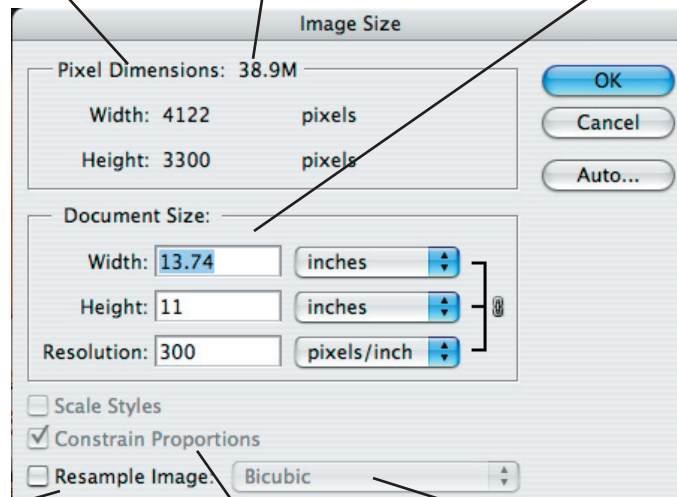 Image Size
Pixel Dimensions: 38.9M
OK
Width: 4122 pixels
Cancel
Height: 3300 pixels
Auto...
Document Size:
Width: 13.74 inches
Height: 11 inches
Resolution: 300 pixels/inch
Scale Styles
Constrain Proportions
Resample Image: Bicubic